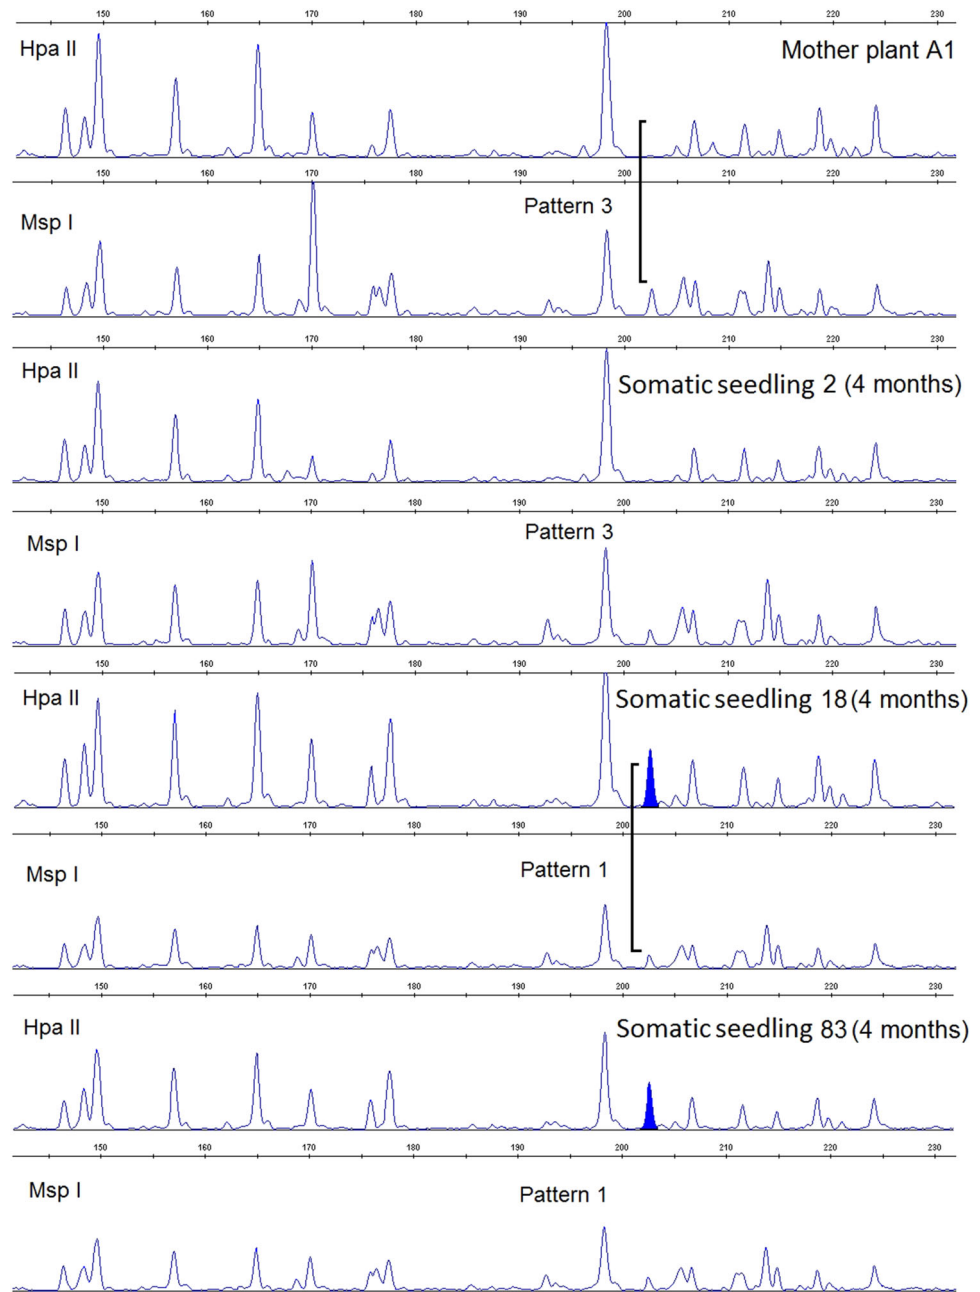 150 160 170 180 190 200 210 220 230
Hpa II
Mother plant A1
150 160 170 180 190 200 210 220 230
Msp I
Pattern 3
150 160 170 180 190 200 210 220 230
Hpa II
Somatic seedling 2 (4 months)
150 160 170 180 190 200 210 220 230
Msp I
Pattern 3
150 160 170 180 190 200 210 220 230
Hpa II
Somatic seedling 18 (4 months)
150 160 170 180 190 200 210 220 230
Msp I
Pattern 1
150 160 170 180 190 200 210 220 230
Hpa II
Somatic seedling 83 (4 months)
150 160 170 180 190 200 210 220 230
Msp I
Pattern 1